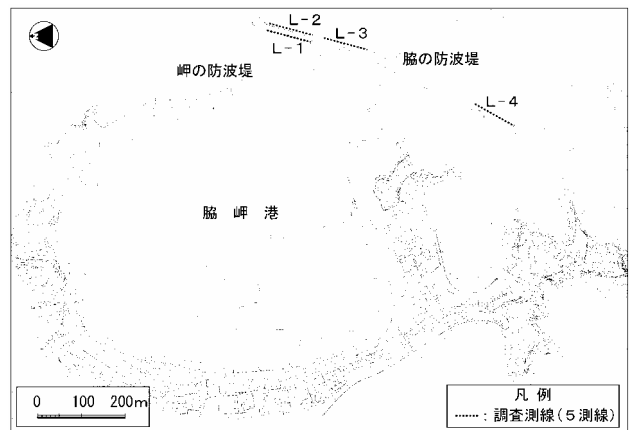 L-2
L-3
L-1
岬の防波堤
脇の防波堤
L-4
脇岬港
0 100 200m
凡例
:調査測線(5測線)